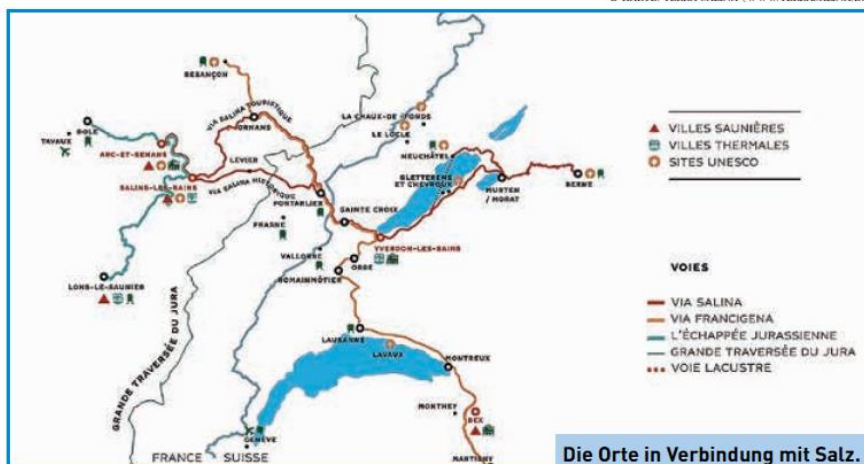 BESANÇON
VIA SALINA TOURISTIQUE
ORNANS
LA CHAUX-DE-FONDS
LE LOCLE
DOLE
TAVAUX
ARC-ET-SENANS
SALINS-LES-BAINS
LEVIER
VIA SALINA HISTORIQUE
PONTARLIER
NEUCHÂTEL
GLETTERENS
ET CHEVROUX
MURTEN
/ MORAT
BERNE
SAINTE CROIX
FRASNE
YVERDON-LES-BAINS
VALLORBE
ORBE
ROMAINMÔTIER
LONS-LE-SAUNIER
GRANDE TRAVERSÉE DU JURA
LAUSANNE
LAVAUX
MONTREUX
MONTHEY
BEX
MARTIGNY
GENÈVE
FRANCE
SUISSE
VILLES SAUNIÈRES
VILLES THERMALES
SITES UNESCO
VOIES
VIA SALINA
VIA FRANCIGENA
L'ÉCHAPPÉE JURASSIENNE
GRANDE TRAVERSÉE DU JURA
VOIE LACUSTRE
Die Orte in Verbindung mit Salz.